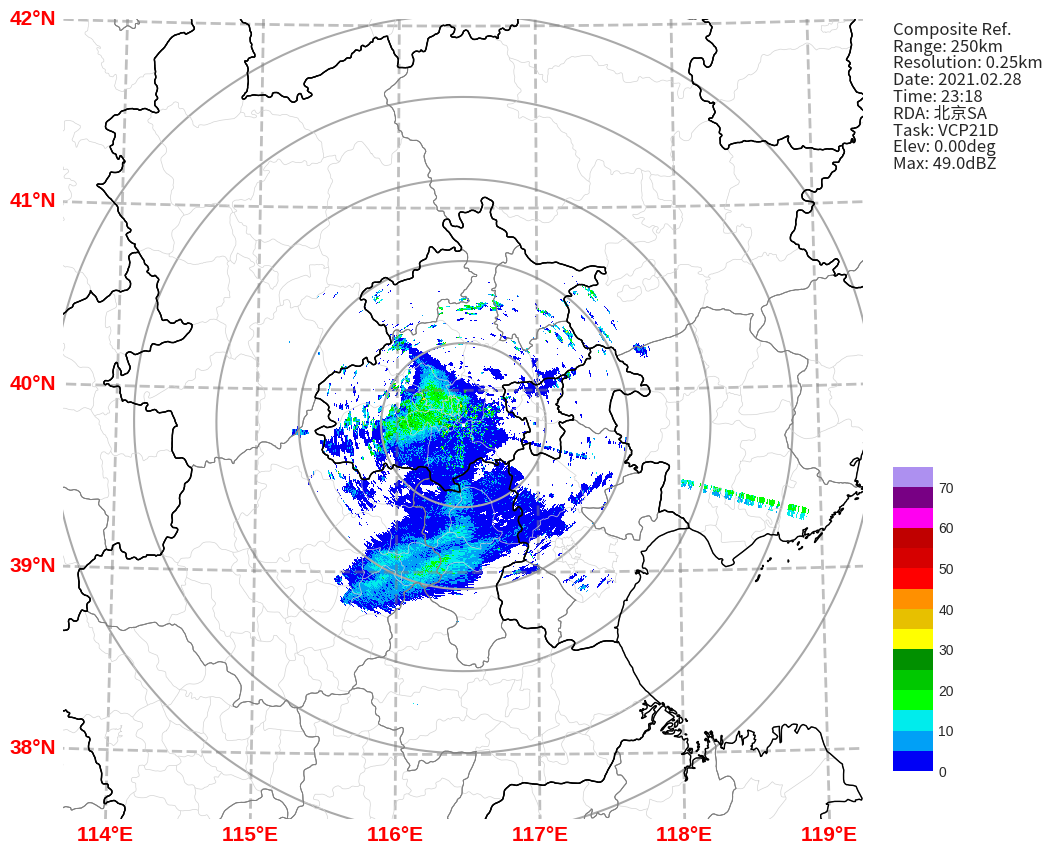 42°N
41°N
40°N
39°N
38°N
114°E
115°E
116°E
117°E
118°E
119°E
Composite Ref.
Range: 250km
Resolution: 0.25km
Date: 2021.02.28
Time: 23:18
RDA: 北京SA
Task: VCP21D
Elev: 0.00deg
Max: 49.0dBZ
70
60
50
40
30
20
10
0